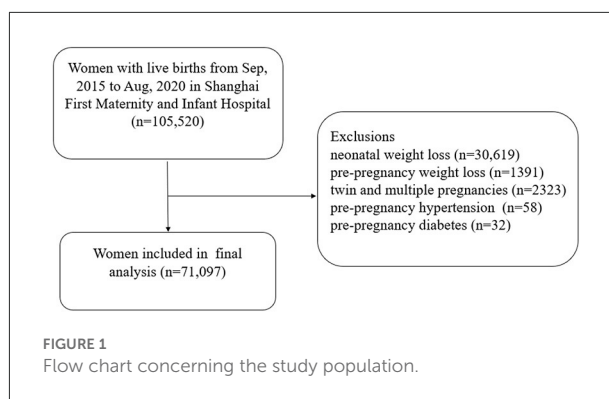 Women with live births from Sep,
2015 to Aug, 2020 in Shanghai
First Maternity and Infant Hospital
(n=105,520)
Exclusions
neonatal weight loss (n=30,619)
pre-pregnancy weight loss (n=1391)
twin and multiple pregnancies (n=2323)
pre-pregnancy hypertension (n=58)
pre-pregnancy diabetes (n=32)
Women included in final
analysis (n=71,097)
FIGURE 1
Flow chart concerning the study population.